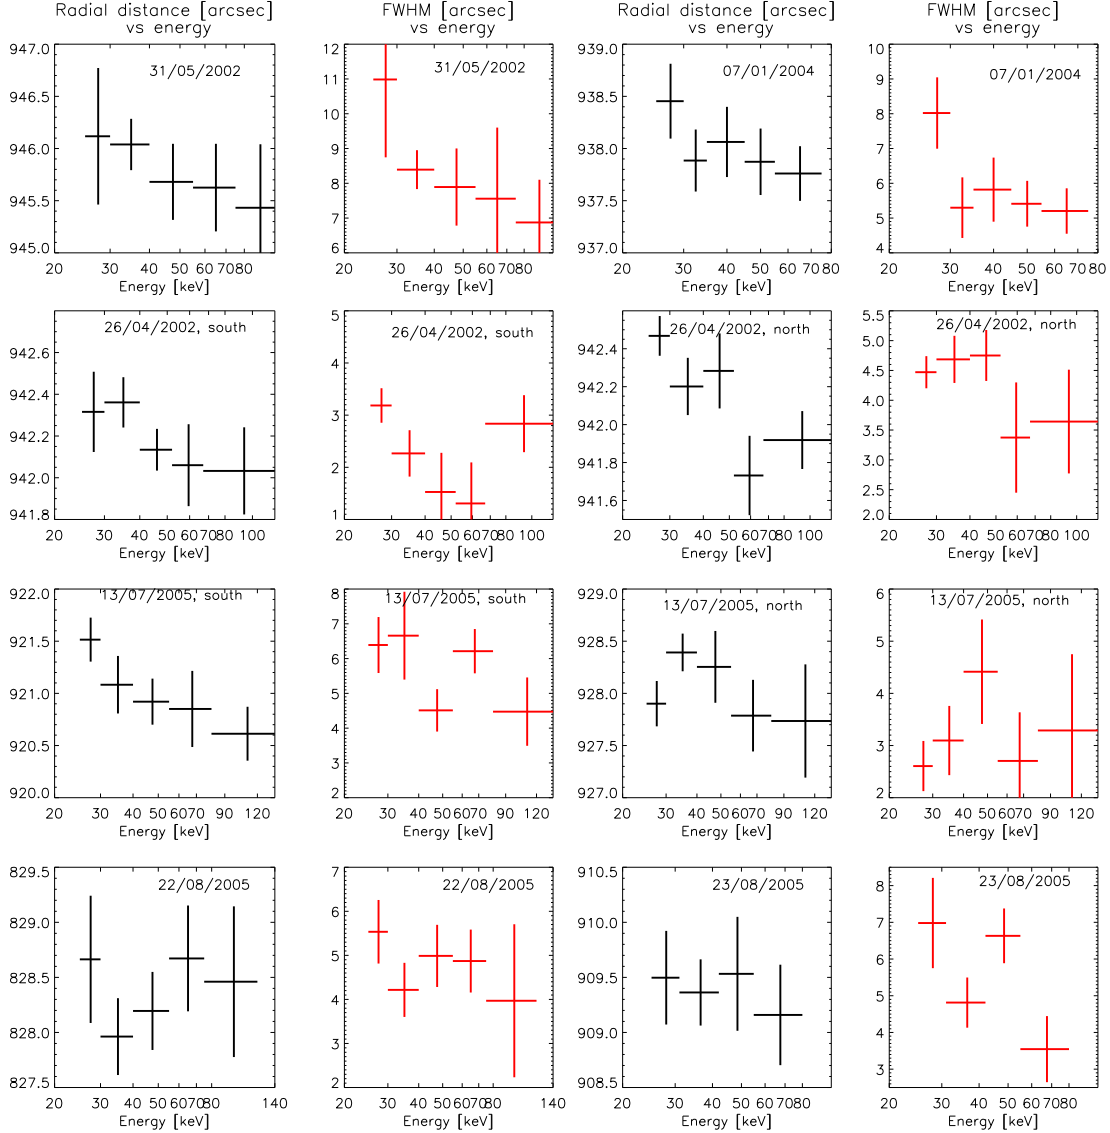 Radial distance [arcsec]
vs energy
FWHM [arcsec]
vs energy
Radial distance [arcsec]
vs energy
FWHM [arcsec]
vs energy
31/05/2002
947.0
946.5
946.0
945.5
945.0
20 30 40 50 60 70 80
Energy [keV]
31/05/2002
12
11
10
9
8
7
6
20 30 40 50 60 70 80
Energy [keV]
07/01/2004
939.0
938.5
938.0
937.5
937.0
20 30 40 50 60 70 80
Energy [keV]
07/01/2004
10
9
8
7
6
5
4
20 30 40 50 60 70 80
Energy [keV]
26/04/2002, south
942.6
942.4
942.2
942.0
941.8
20 30 40 50 60 70 80 100
Energy [keV]
26/04/2002, south
5
4
3
2
1
20 30 40 50 60 70 80 100
Energy [keV]
26/04/2002, north
942.4
942.2
942.0
941.8
941.6
20 30 40 50 60 70 80 100
Energy [keV]
26/04/2002, north
5.5
5.0
4.5
4.0
3.5
3.0
2.5
2.0
20 30 40 50 60 70 80 100
Energy [keV]
13/07/2005, south
922.0
921.5
921.0
920.5
920.0
20 30 40 50 60 70 90 120
Energy [keV]
13/07/2005, south
8
7
6
5
4
3
2
20 30 40 50 60 70 90 120
Energy [keV]
13/07/2005, north
929.0
928.5
928.0
927.5
927.0
20 30 40 50 60 70 90 120
Energy [keV]
13/07/2005, north
6
5
4
3
2
20 30 40 50 60 70 90 120
Energy [keV]
22/08/2005
829.5
829.0
828.5
828.0
827.5
20 30 40 50 60 70 80 140
Energy [keV]
22/08/2005
7
6
5
4
3
2
20 30 40 50 60 70 90 140
Energy [keV]
23/08/2005
910.5
910.0
909.5
909.0
908.5
20 30 40 50 60 70 80
Energy [keV]
23/08/2005
8
7
6
5
4
3
20 30 40 50 60 70 80
Energy [keV]